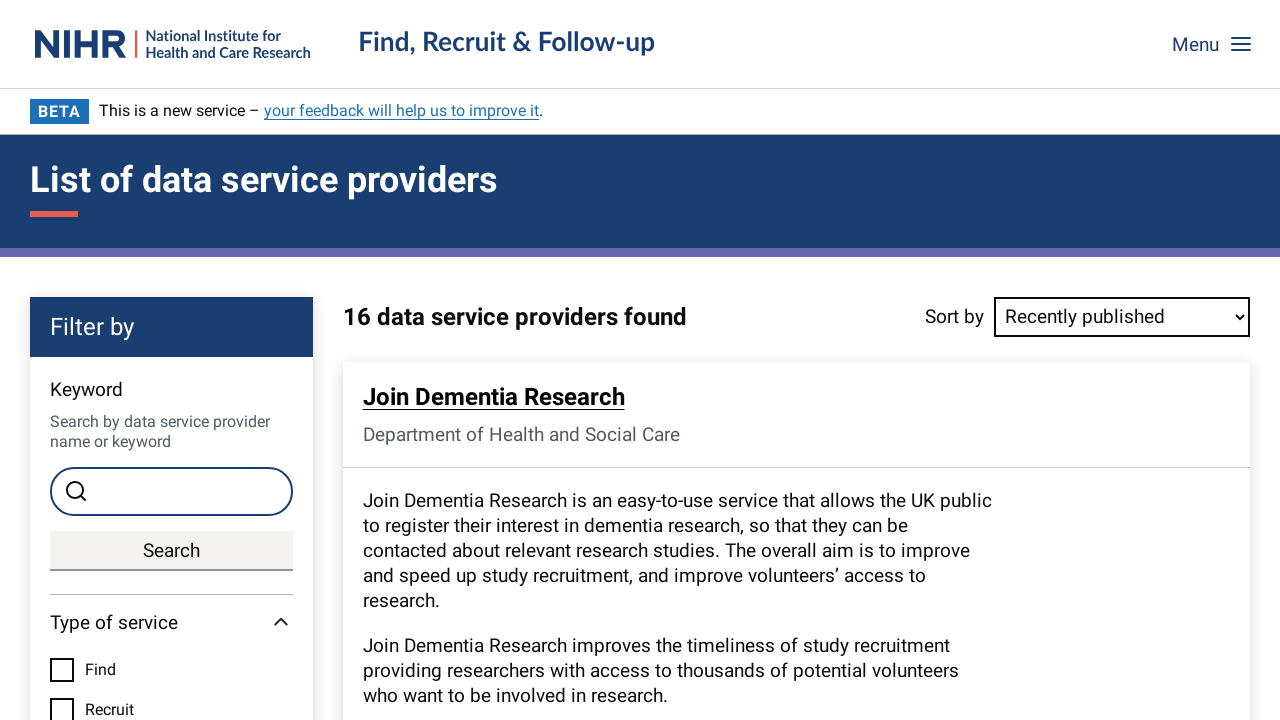 NIHR National Institute for
Health and Care Research
Find, Recruit & Follow-up
Menu
BETA This is a new service – your feedback will help us to improve it.
List of data service providers
Filter by
Keyword
Search by data service provider
name or keyword
Search
Type of service
Find
Recruit
16 data service providers found
Sort by Recently published
Join Dementia Research
Department of Health and Social Care
Join Dementia Research is an easy-to-use service that allows the UK public
to register their interest in dementia research, so that they can be
contacted about relevant research studies. The overall aim is to improve
and speed up study recruitment, and improve volunteers’ access to
research.
Join Dementia Research improves the timeliness of study recruitment
providing researchers with access to thousands of potential volunteers
who want to be involved in research.